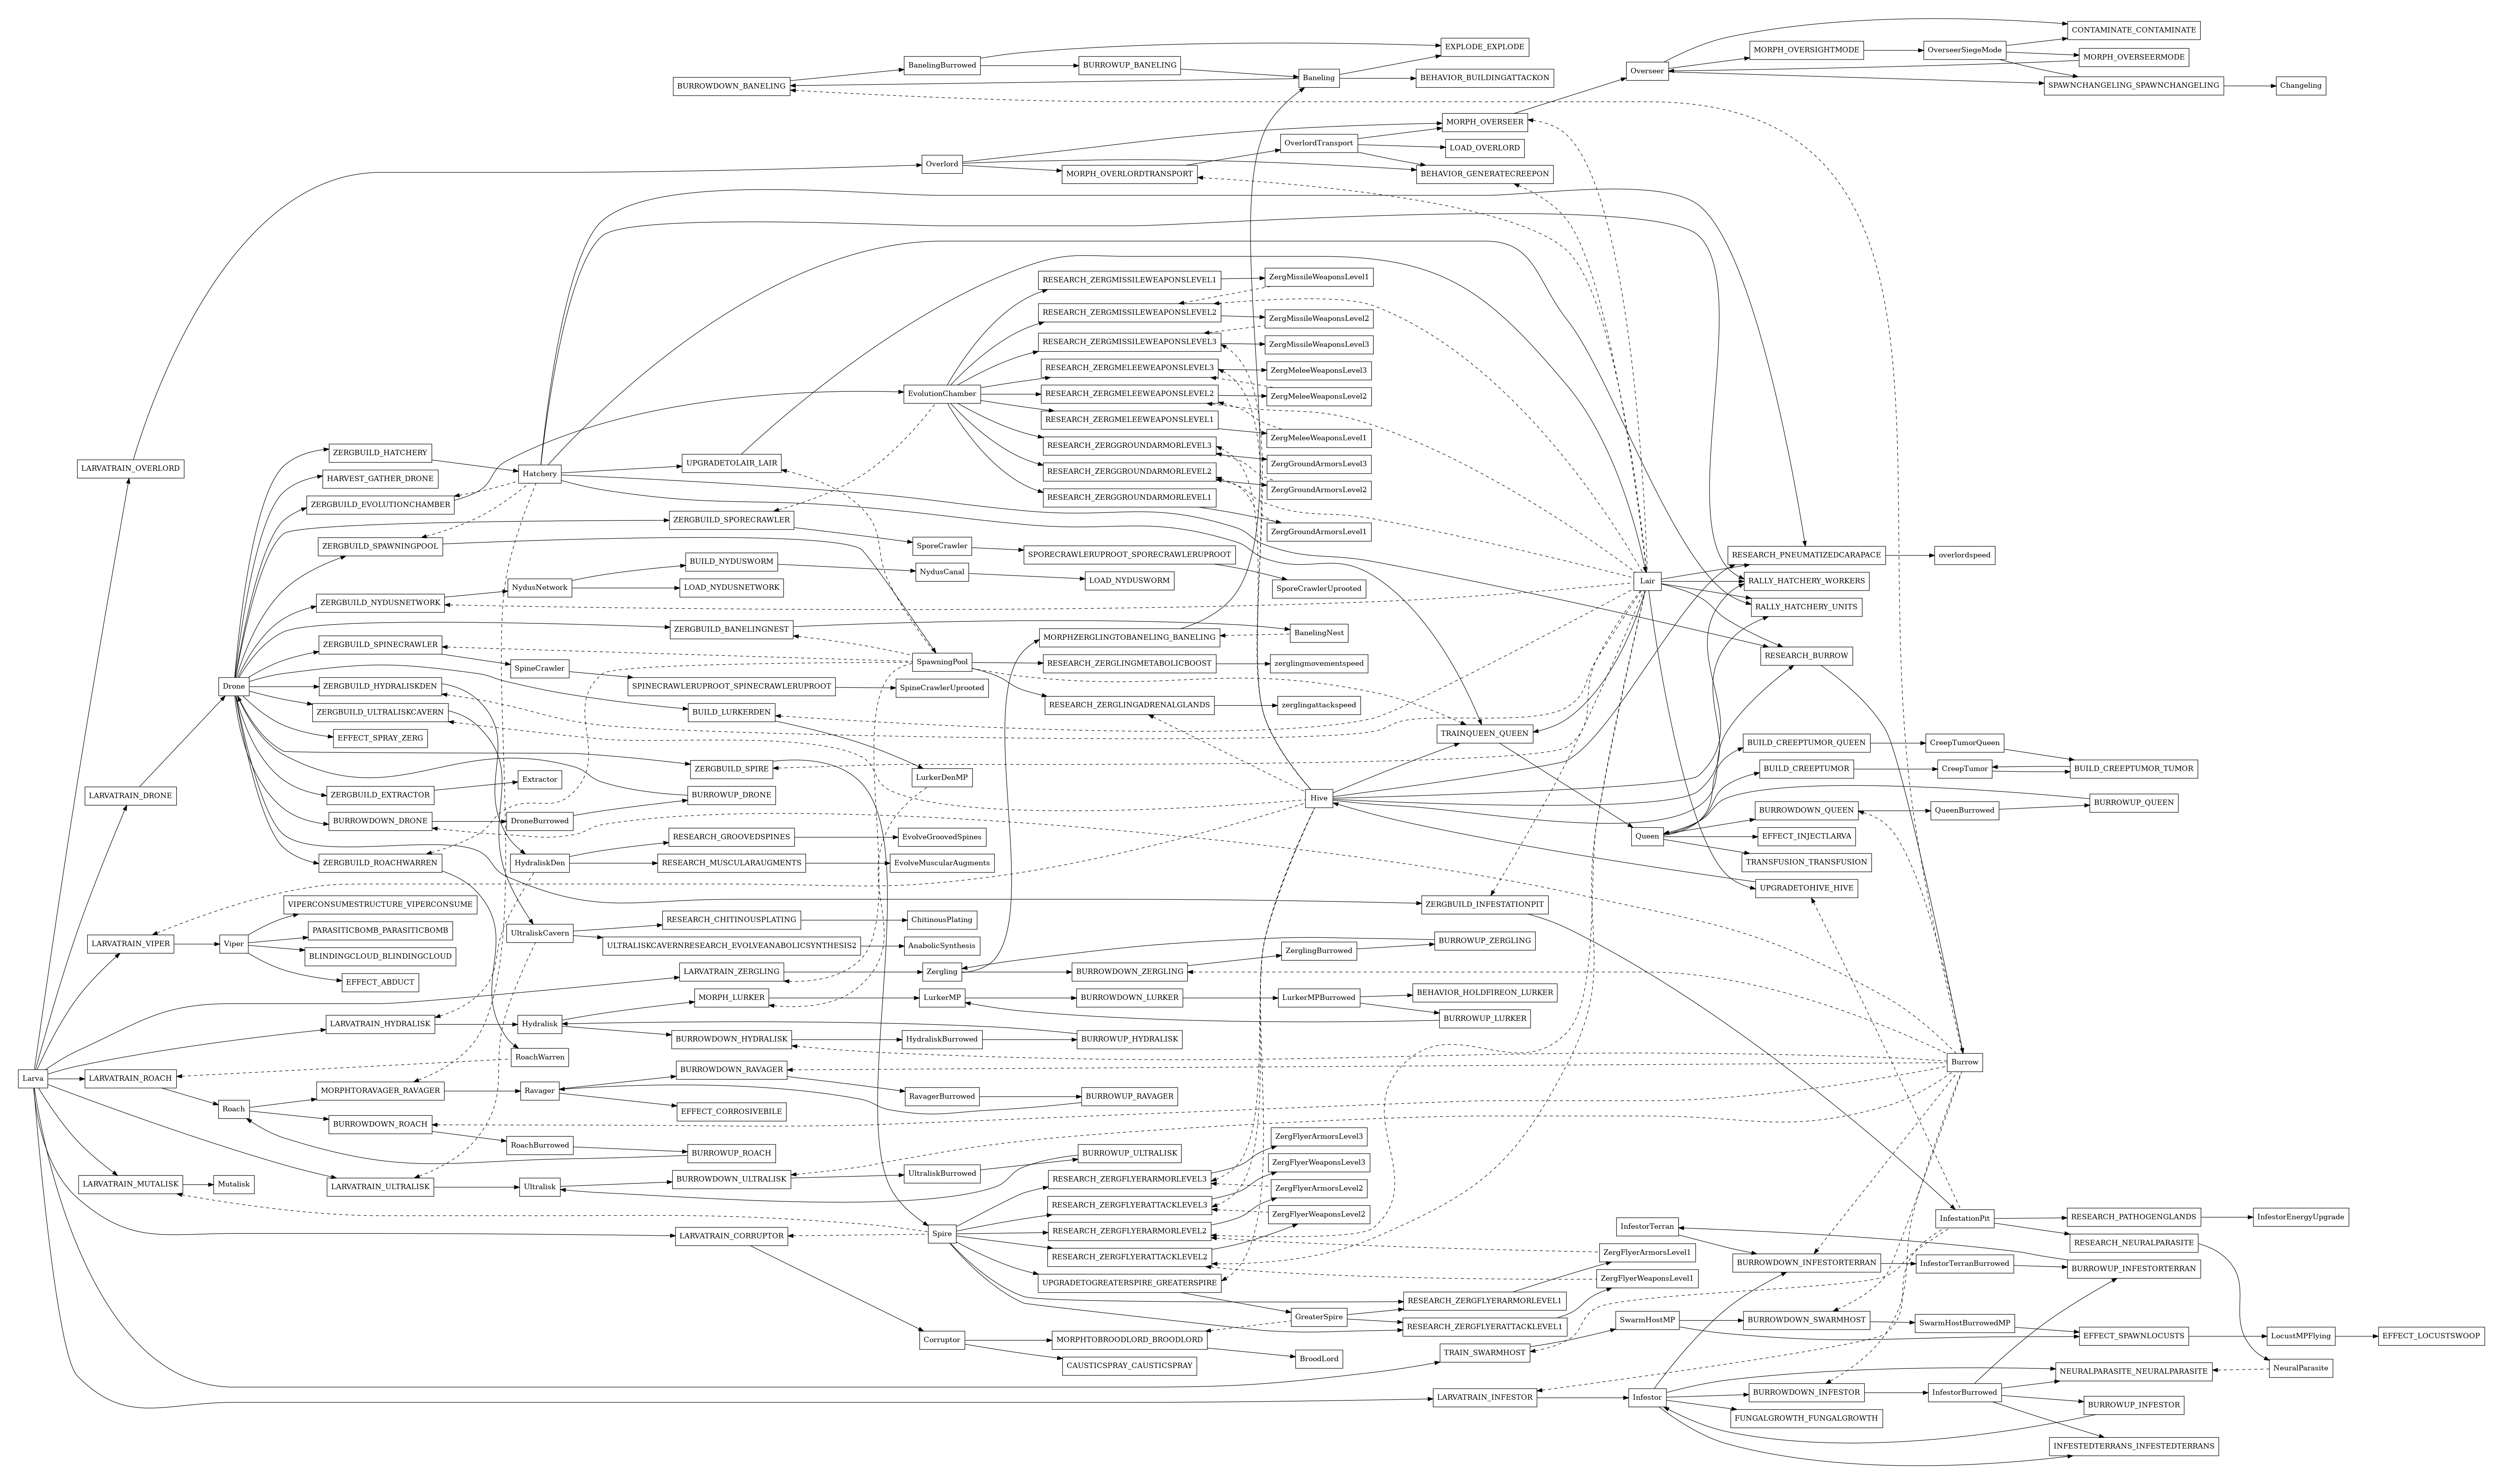 CONTAMINATE_CONTAMINATE
EXPLODE_EXPLODE
MORPH_OVERSIGHTMODE
OverseerSiegeMode
MORPH_OVERSEERMODE
BanelingBurrowed
BURROWUP_BANELING
Overseer
Baneling
BEHAVIOR_BUILDINGATTACKON
BURROWDOWN_BANELING
SPAWNCHANGELING_SPAWNCHANGELING
Changeling
MORPH_OVERSEER
OverlordTransport
LOAD_OVERLORD
Overlord
MORPH_OVERLORDTRANSPORT
BEHAVIOR_GENERATECREEPON
RESEARCH_ZERGMISSILEWEAPONSLEVEL1
ZergMissileWeaponsLevel1
RESEARCH_ZERGMISSILEWEAPONSLEVEL2
ZergMissileWeaponsLevel2
RESEARCH_ZERGMISSILEWEAPONSLEVEL3
ZergMissileWeaponsLevel3
RESEARCH_ZERGMELEEWEAPONSLEVEL3
ZergMeleeWeaponsLevel3
EvolutionChamber
RESEARCH_ZERGMELEEWEAPONSLEVEL2
ZergMeleeWeaponsLevel2
RESEARCH_ZERGMELEEWEAPONSLEVEL1
ZergMeleeWeaponsLevel1
RESEARCH_ZERGGROUNDARMORLEVEL3
ZergGroundArmorsLevel3
RESEARCH_ZERGGROUNDARMORLEVEL2
ZergGroundArmorsLevel2
RESEARCH_ZERGGROUNDARMORLEVEL1
ZergGroundArmorsLevel1
LARVATRAIN_OVERLORD
ZERGBUILD_HATCHERY
HARVEST_GATHER_DRONE
Hatchery
UPGRADETOLAIR_LAIR
ZERGBUILD_EVOLUTIONCHAMBER
ZERGBUILD_SPORECRAWLER
ZERGBUILD_SPAWNINGPOOL
SporeCrawler
SPORECRAWLERUPROOT_SPORECRAWLERUPROOT
SporeCrawlerUprooted
BUILD_NYDUSWORM
NydusCanal
LOAD_NYDUSWORM
NydusNetwork
LOAD_NYDUSNETWORK
ZERGBUILD_NYDUSNETWORK
Lair
RESEARCH_PNEUMATIZEDCARAPACE
overlordspeed
RALLY_HATCHERY_WORKERS
RALLY_HATCHERY_UNITS
ZERGBUILD_BANELINGNEST
MORPHZERGLINGTOBANELING_BANELING
BanelingNest
ZERGBUILD_SPINECRAWLER
SpineCrawler
SpawningPool
RESEARCH_ZERGLINGMETABOLICBOOST
zerglingmovementspeed
RESEARCH_BURROW
Drone
ZERGBUILD_HYDRALISKDEN
SPINECRAWLERUPROOT_SPINECRAWLERUPROOT
SpineCrawlerUprooted
ZERGBUILD_ULTRALISKCAVERN
BUILD_LURKERDEN
RESEARCH_ZERGLINGADRENALGLANDS
zerglingattackspeed
EFFECT_SPRAY_ZERG
TRAINQUEEN_QUEEN
BUILD_CREEPTUMOR_QUEEN
CreepTumorQueen
ZERGBUILD_SPIRE
LurkerDenMP
BUILD_CREEPTUMOR
CreepTumor
BUILD_CREEPTUMOR_TUMOR
LARVATRAIN_DRONE
ZERGBUILD_EXTRACTOR
Extractor
BURROWUP_DRONE
Hive
BURROWDOWN_QUEEN
QueenBurrowed
BURROWUP_QUEEN
BURROWDOWN_DRONE
DroneBurrowed
RESEARCH_GROOVEDSPINES
EvolveGroovedSpines
Queen
EFFECT_INJECTLARVA
ZERGBUILD_ROACHWARREN
HydraliskDen
RESEARCH_MUSCULARAUGMENTS
EvolveMuscularAugments
TRANSFUSION_TRANSFUSION
UPGRADETOHIVE_HIVE
VIPERCONSUMESTRUCTURE_VIPERCONSUME
ZERGBUILD_INFESTATIONPIT
RESEARCH_CHITINOUSPLATING
ChitinousPlating
PARASITICBOMB_PARASITICBOMB
UltraliskCavern
LARVATRAIN_VIPER
Viper
ULTRALISKCAVERNRESEARCH_EVOLVEANABOLICSYNTHESIS2
AnabolicSynthesis
BLINDINGCLOUD_BLINDINGCLOUD
ZerglingBurrowed
BURROWUP_ZERGLING
EFFECT_ABDUCT
LARVATRAIN_ZERGLING
Zergling
BURROWDOWN_ZERGLING
MORPH_LURKER
LurkerMP
BURROWDOWN_LURKER
LurkerMPBurrowed
BEHAVIOR_HOLDFIREON_LURKER
BURROWUP_LURKER
LARVATRAIN_HYDRALISK
Hydralisk
BURROWDOWN_HYDRALISK
HydraliskBurrowed
BURROWUP_HYDRALISK
RoachWarren
Burrow
Larva
LARVATRAIN_ROACH
BURROWDOWN_RAVAGER
RavagerBurrowed
BURROWUP_RAVAGER
MORPHTORAVAGER_RAVAGER
Ravager
EFFECT_CORROSIVEBILE
Roach
BURROWDOWN_ROACH
RoachBurrowed
BURROWUP_ROACH
ZergFlyerArmorsLevel3
BURROWUP_ULTRALISK
ZergFlyerWeaponsLevel3
LARVATRAIN_MUTALISK
Mutalisk
LARVATRAIN_ULTRALISK
Ultralisk
BURROWDOWN_ULTRALISK
UltraliskBurrowed
RESEARCH_ZERGFLYERARMORLEVEL3
ZergFlyerArmorsLevel2
RESEARCH_ZERGFLYERATTACKLEVEL3
ZergFlyerWeaponsLevel2
LARVATRAIN_CORRUPTOR
Spire
RESEARCH_ZERGFLYERARMORLEVEL2
RESEARCH_ZERGFLYERATTACKLEVEL2
UPGRADETOGREATERSPIRE_GREATERSPIRE
InfestationPit
RESEARCH_PATHOGENGLANDS
InfestorEnergyUpgrade
RESEARCH_NEURALPARASITE
InfestorTerran
ZergFlyerArmorsLevel1
BURROWDOWN_INFESTORTERRAN
InfestorTerranBurrowed
BURROWUP_INFESTORTERRAN
ZergFlyerWeaponsLevel1
RESEARCH_ZERGFLYERARMORLEVEL1
GreaterSpire
RESEARCH_ZERGFLYERATTACKLEVEL1
SwarmHostMP
BURROWDOWN_SWARMHOST
SwarmHostBurrowedMP
EFFECT_SPAWNLOCUSTS
LocustMPFlying
EFFECT_LOCUSTSWOOP
Corruptor
MORPHTOBROODLORD_BROODLORD
BroodLord
CAUSTICSPRAY_CAUSTICSPRAY
TRAIN_SWARMHOST
NEURALPARASITE_NEURALPARASITE
NeuralParasite
LARVATRAIN_INFESTOR
Infestor
BURROWDOWN_INFESTOR
InfestorBurrowed
BURROWUP_INFESTOR
FUNGALGROWTH_FUNGALGROWTH
INFESTEDTERRANS_INFESTEDTERRANS